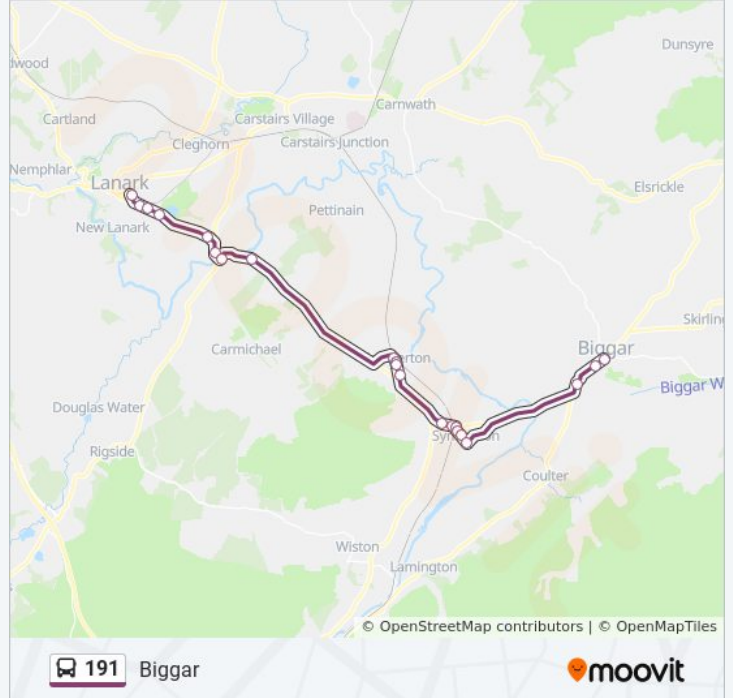 Dunsyre
dwood
Carnwath
Cartland
Carstairs Village
Cleghorn
Carstairs Junction
Nemphlar
Lanark
Elsrickle
Pettinain
New Lanark
Skirlin
Carmichael
Biggar
erton
Biggar W
Douglas Water
Rigside
Coulter
Wiston
Lamington
© OpenStreetMap contributors | © OpenMapTiles
191 Biggar
moovit